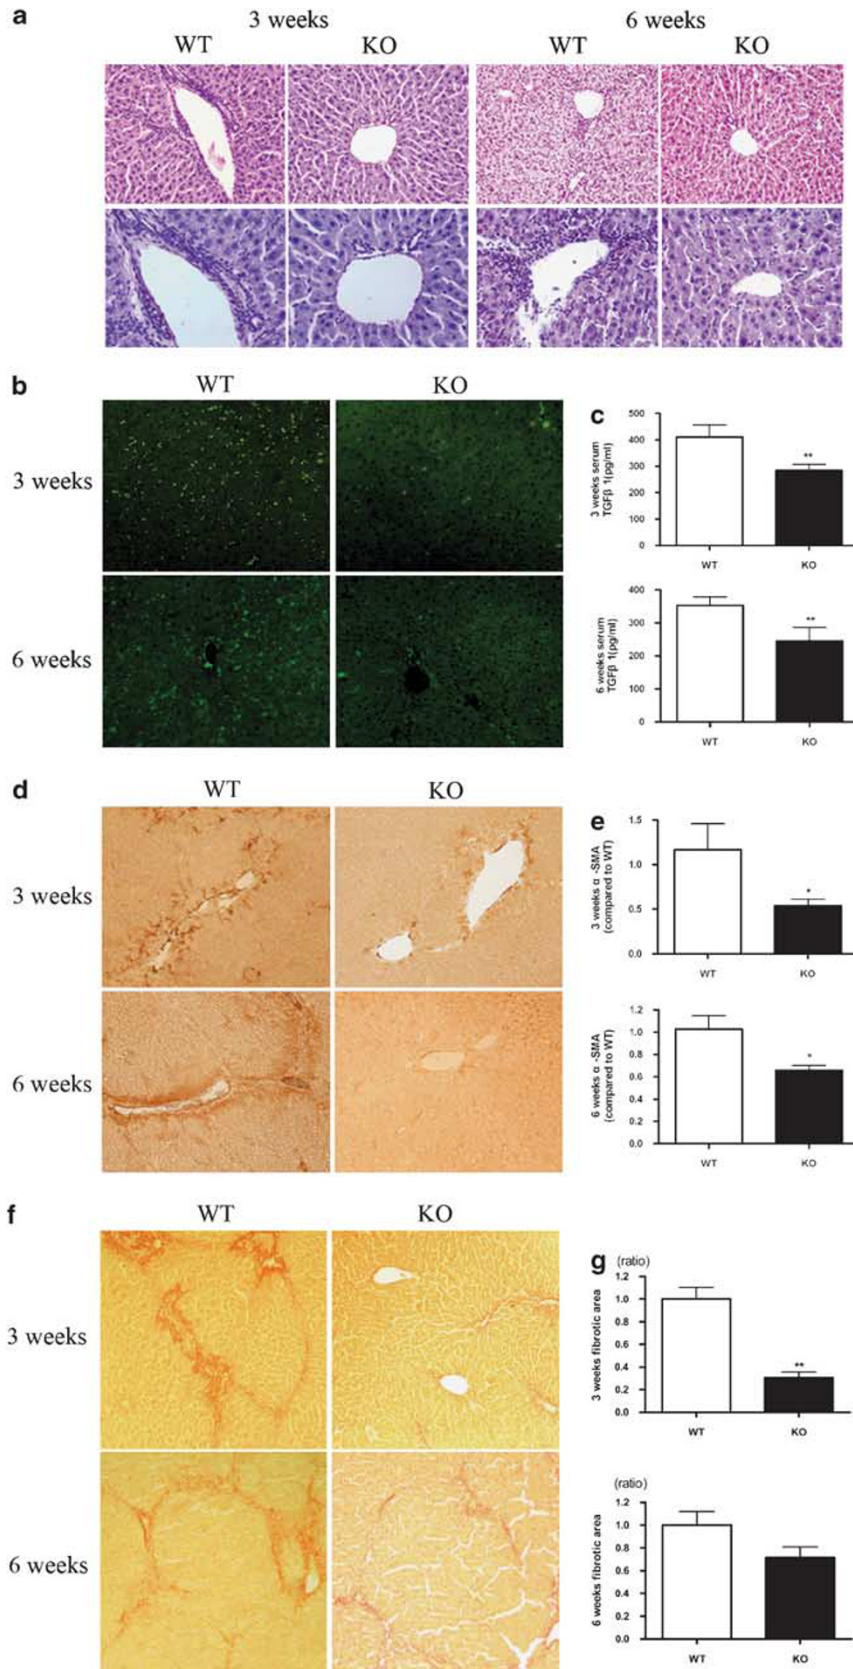 a
3 weeks
6 weeks
WT
KO
WT
KO
b
WT
KO
3 weeks
6 weeks
c
500
400
300
200
100
0
3 weeks serum
TGFβ 1(pg/ml)
**
WT
KO
400
300
200
100
0
6 weeks serum
TGFβ 1(pg/ml)
**
WT
KO
d
WT
KO
3 weeks
6 weeks
e
1.5
1.0
0.5
0.0
3 weeks α -SMA
(compared to WT)
*
WT
KO
1.2
1.0
0.8
0.6
0.4
0.2
0.0
6 weeks α -SMA
(compared to WT)
*
WT
KO
f
WT
KO
3 weeks
6 weeks
g
(ratio)
1.2
1.0
0.8
0.6
0.4
0.2
0.0
3 weeks fibrotic area
**
WT
KO
(ratio)
1.2
1.0
0.8
0.6
0.4
0.2
0.0
6 weeks fibrotic area
WT
KO